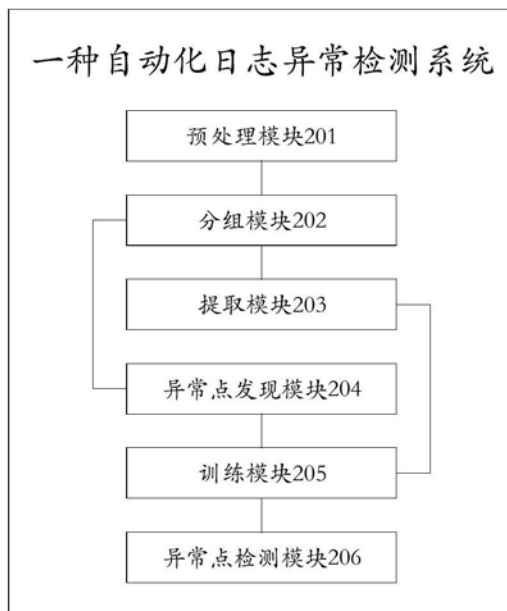 一种自动化日志异常检测系统
预处理模块201
分组模块202
提取模块203
异常点发现模块204
训练模块205
异常点检测模块206